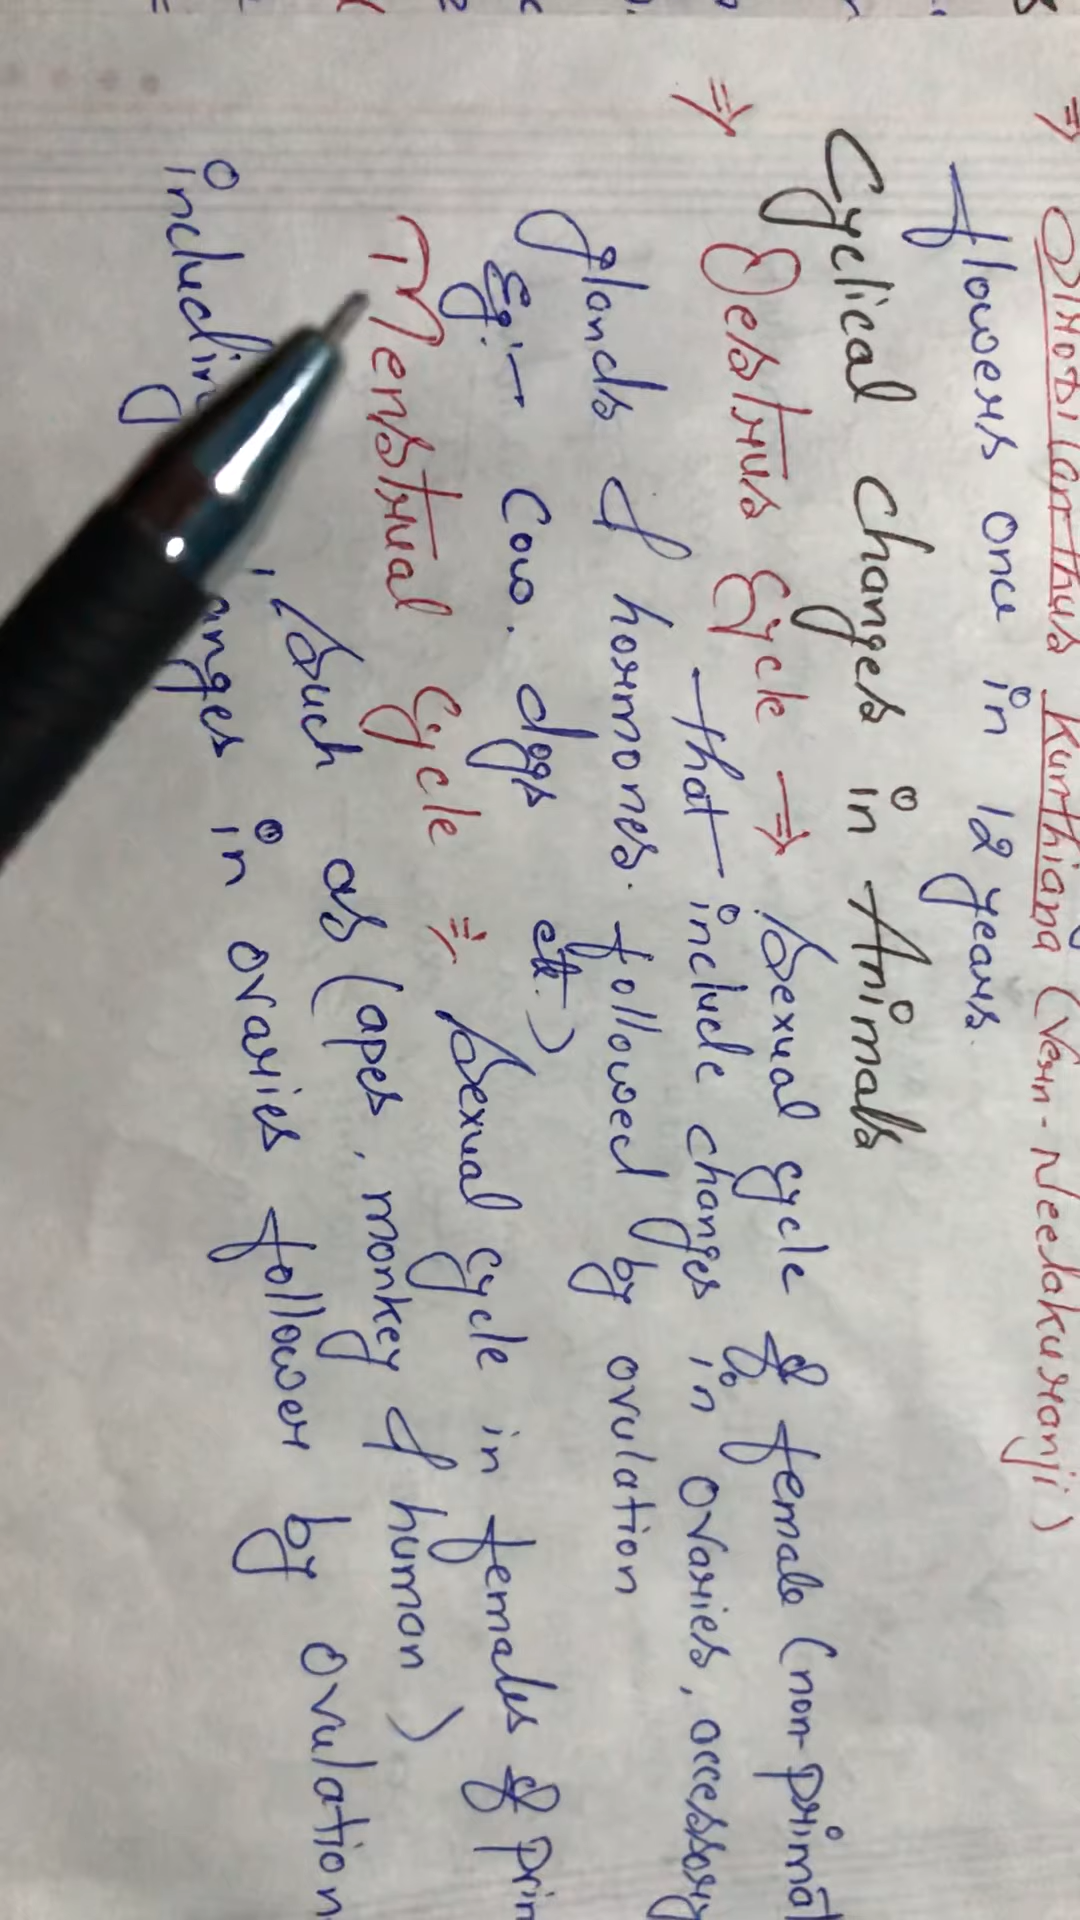 ⇒ Strobilanthus Kunthiana (Vern- Neelakuranji)
flowers once in 12 years.
Cyclical changes in Animals
⇒ Oestrus Cycle → Sexual cycle of female (non-primat
that include changes in ovaries, accessory
glands & hormones. followed by ovulation
Eg:- Cow. dogs etc.)
Menstrual Cycle ⇒ Sexual cycle in females of prim
, such as (apes, monkey & human)
including anges in ovaries follower by ovulation